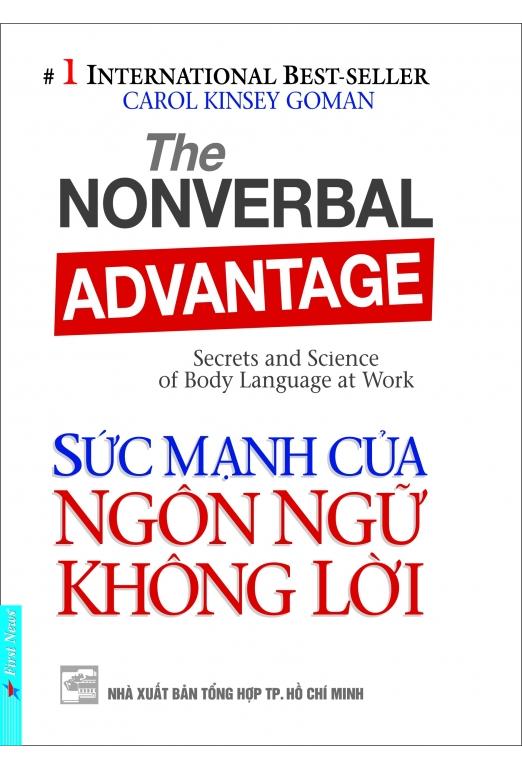 # 1 INTERNATIONAL BEST-SELLER
CAROL KINSEY GOMAN
The
NONVERBAL
ADVANTAGE
Secrets and Science
of Body Language at Work
SỨC MẠNH CỦA
NGÔN NGỮ
KHÔNG LỜI
First News
NHÀ XUẤT BẢN TỔNG HỢP TP. HỒ CHÍ MINH